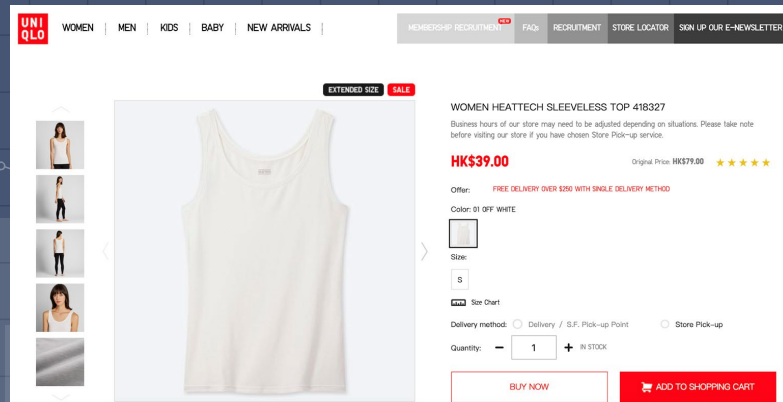 UNI
QLO
WOMEN
MEN
KIDS
BABY
NEW ARRIVALS
MEMBERSHIP RECRUITMENT NEW
FAQs
RECRUITMENT
STORE LOCATOR
SIGN UP OUR E-NEWSLETTER
EXTENDED SIZE
SALE
WOMEN HEATTECH SLEEVELESS TOP 418327
Business hours of our store may need to be adjusted depending on situations. Please take note
before visiting our store if you have chosen Store Pick-up service.
HK$39.00
Original Price: HK$79.00
Offer: FREE DELIVERY OVER $250 WITH SINGLE DELIVERY METHOD
Color: 01 OFF WHITE
Size:
S
Size Chart
Delivery method: Delivery / S.F. Pick-up Point Store Pick-up
Quantity: 1 IN STOCK
BUY NOW
ADD TO SHOPPING CART